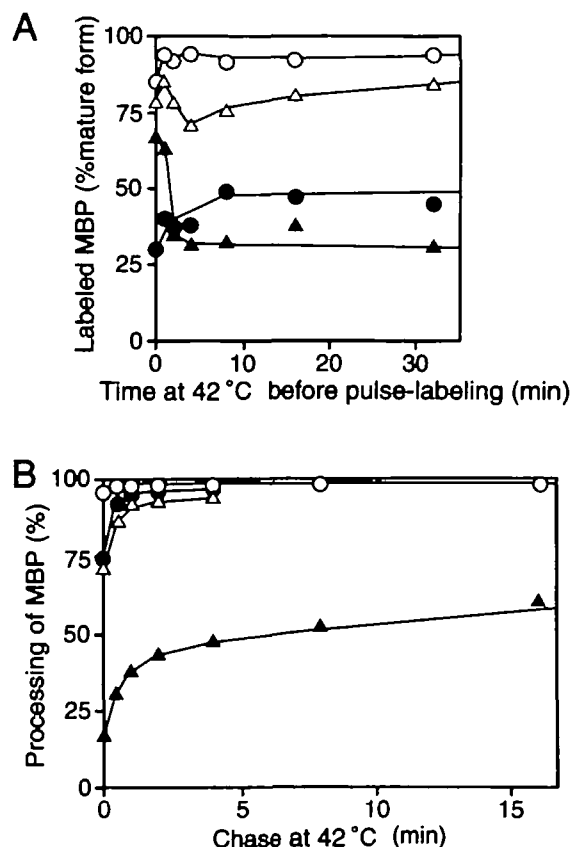 A
Labeled MBP (%mature form)
100
75
50
25
0
0 10 20 30
Time at 42 °C before pulse-labeling (min)
B
Processing of MBP (%)
100
75
50
25
0
0 5 10 15
Chase at 42 °C (min)